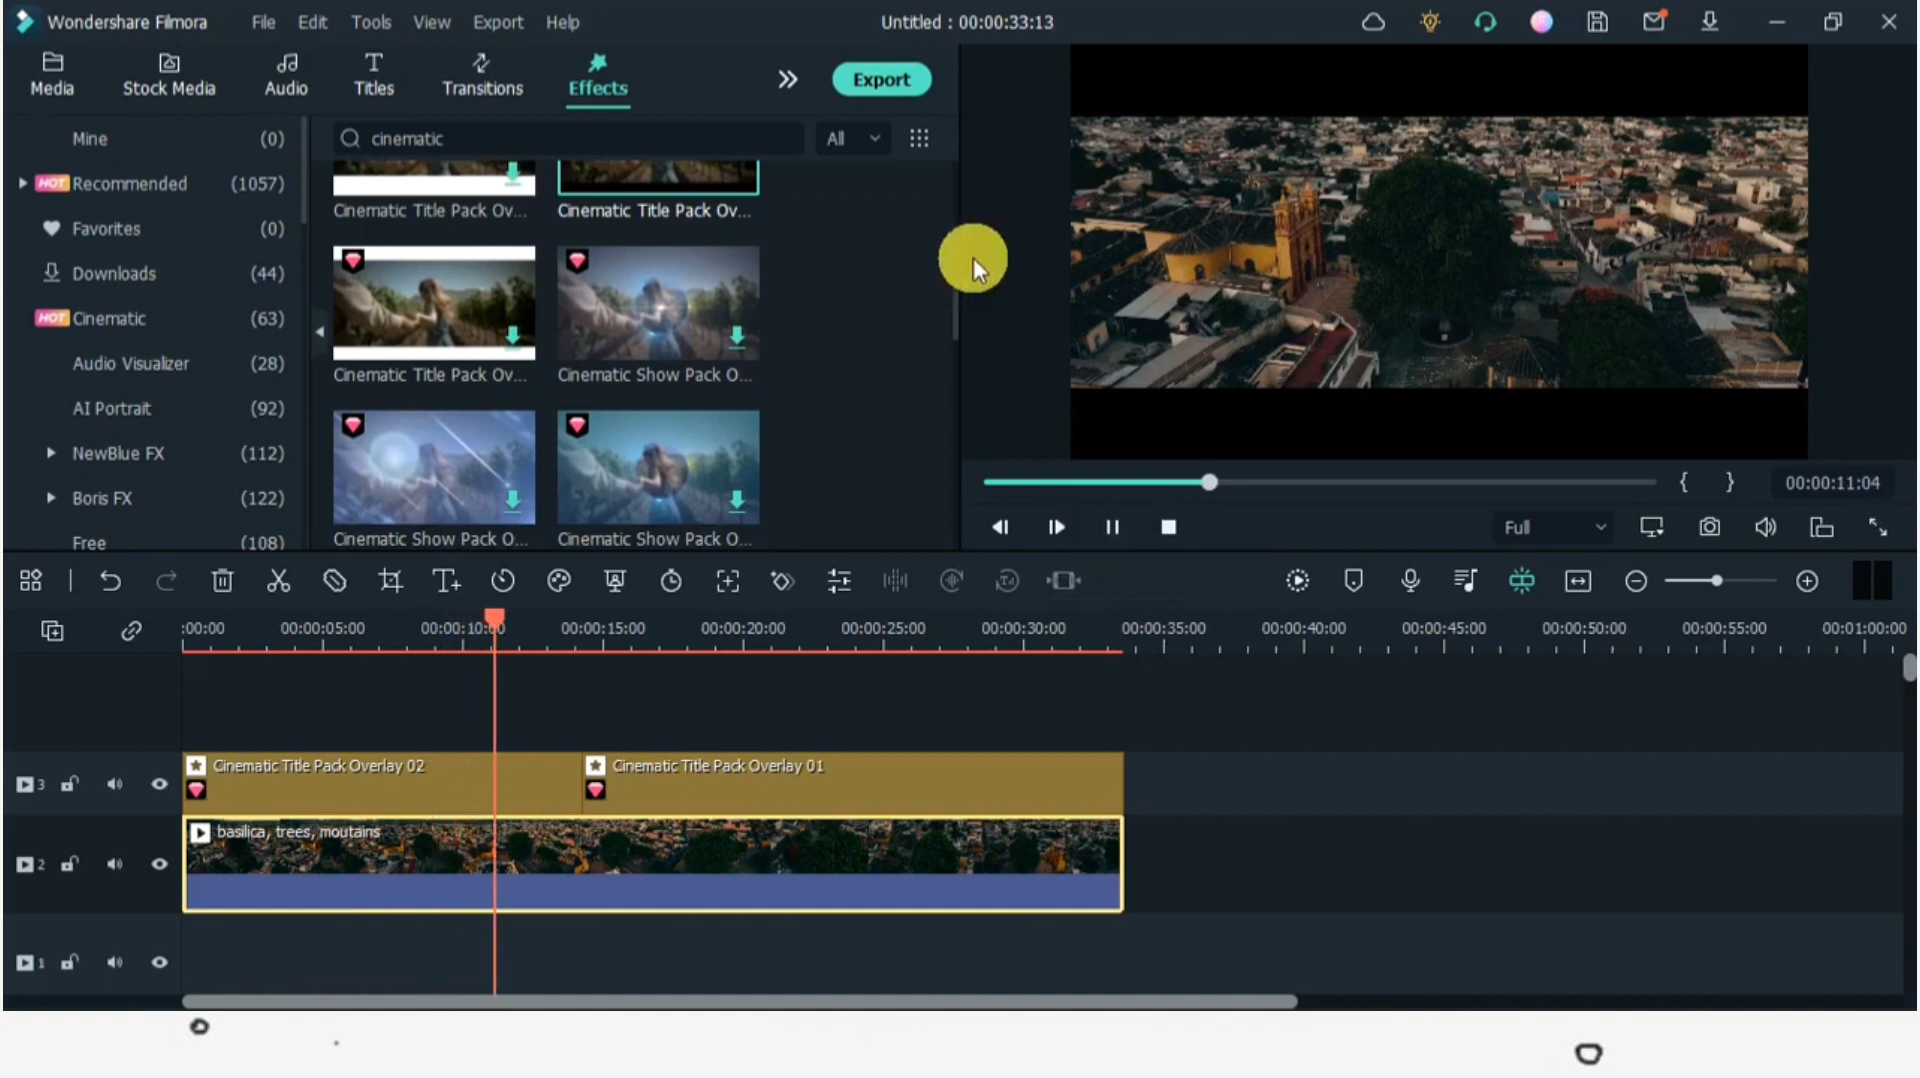 Wondershare Filmora File Edit Tools View Export Help Untitled : 00:00:33:13
Media Stock Media Audio Titles Transitions Effects Export
Mine (0)
HOT Recommended (1057)
Favorites (0)
Downloads (44)
HOT Cinematic (63)
Audio Visualizer (28)
AI Portrait (92)
NewBlue FX (112)
Boris FX (122)
Free (108)
cinematic All
Cinematic Title Pack Ov... Cinematic Title Pack Ov...
Cinematic Title Pack Ov... Cinematic Show Pack O...
Cinematic Show Pack O... Cinematic Show Pack O...
{ } 00:00:11:04
Full
:00:00 00:00:05:00 00:00:10:00 00:00:15:00 00:00:20:00 00:00:25:00 00:00:30:00 00:00:35:00 00:00:40:00 00:00:45:00 00:00:50:00 00:00:55:00 00:01:00:00
3 Cinematic Title Pack Overlay 02 Cinematic Title Pack Overlay 01
basilica, trees, moutains
2
1